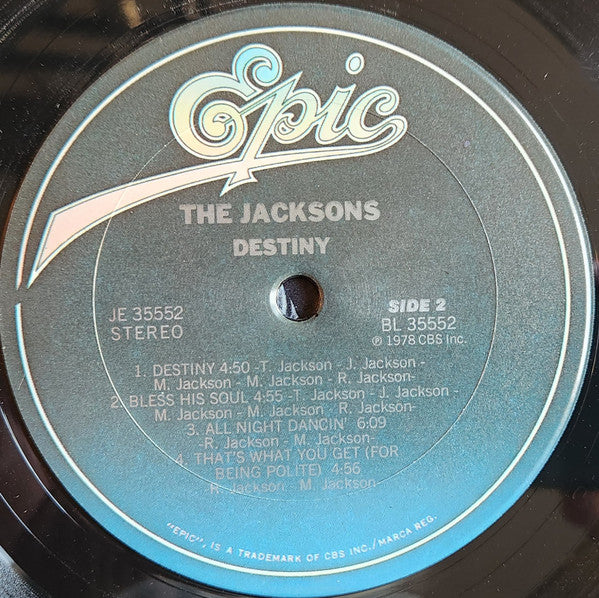 Epic
THE JACKSONS
DESTINY
JE 35552
STEREO
SIDE 2
BL 35552
℗ 1978 CBS Inc.
1. DESTINY 4:50 -T. Jackson - J. Jackson -
M. Jackson - M. Jackson - R. Jackson-
2. BLESS HIS SOUL 4:55 -T. Jackson - J. Jackson -
M. Jackson - M. Jackson - R. Jackson-
3. ALL NIGHT DANCIN' 6:09
-R. Jackson - M. Jackson-
4. THAT'S WHAT YOU GET (FOR
BEING POLITE) 4:56
-R. Jackson - M. Jackson-
"EPIC", IS A TRADEMARK OF CBS INC./MARCA REG.